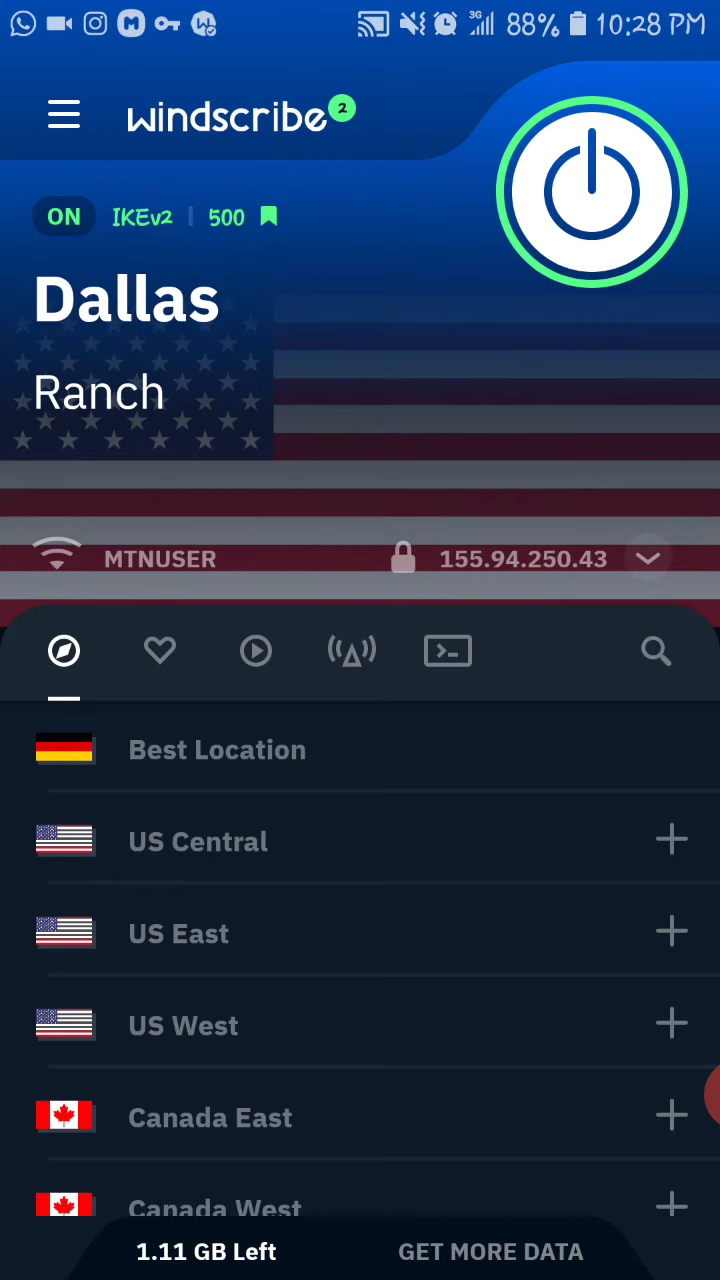 3G 88% 10:28 PM
windscribe 2
ON IKEv2 | 500
Dallas
Ranch
MTNUSER 155.94.250.43
Best Location
US Central
US East
US West
Canada East
Canada West
1.11 GB Left GET MORE DATA